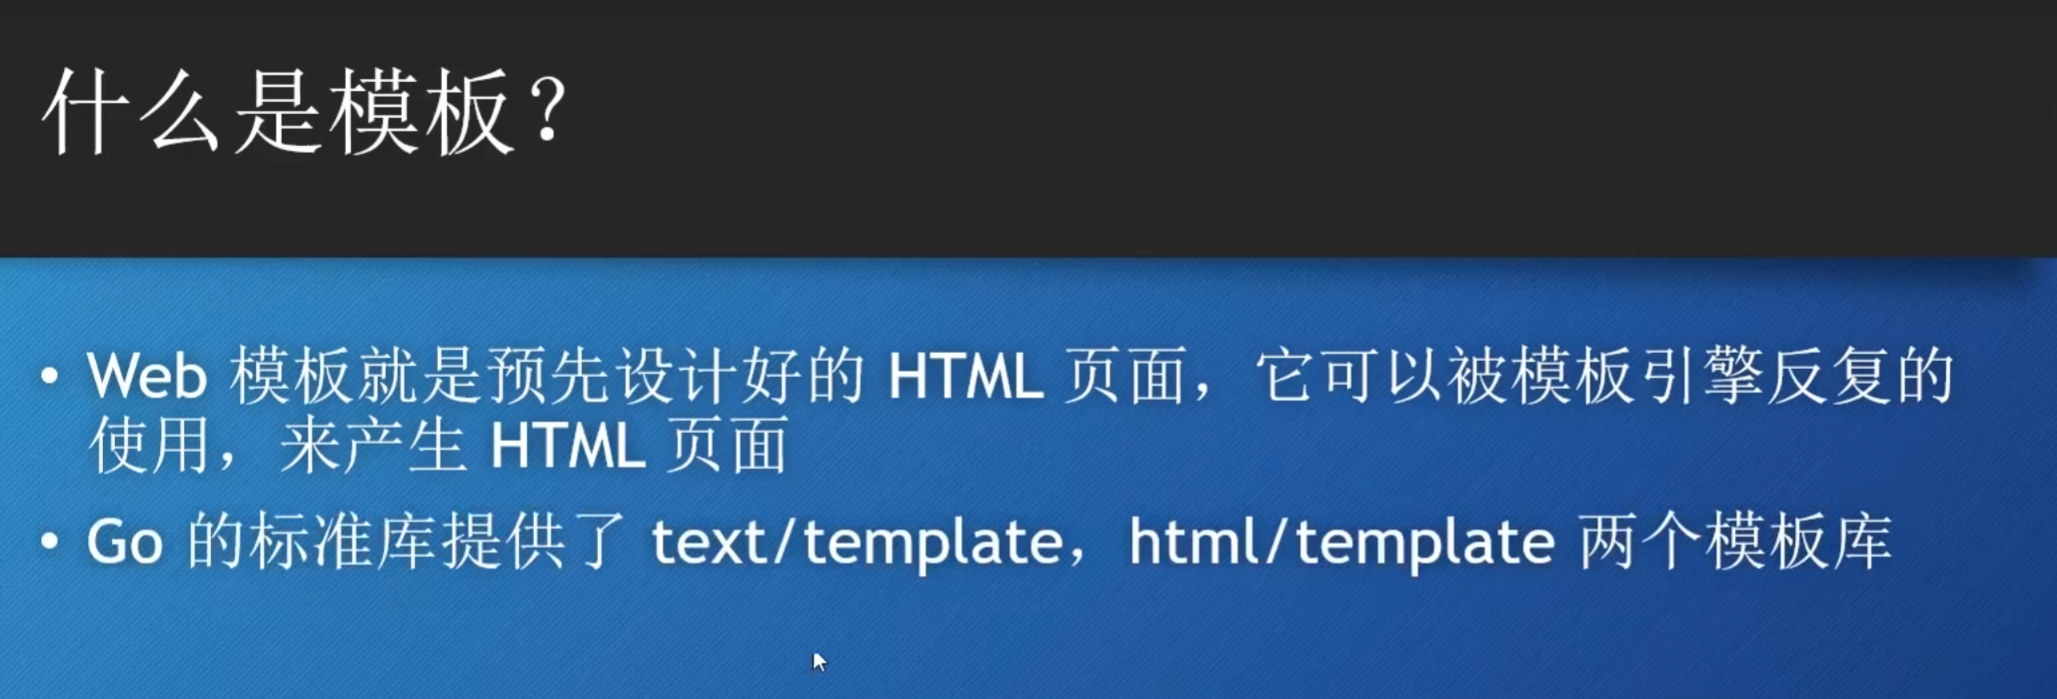 什么是模板？
• Web 模板就是预先设计好的 HTML 页面，它可以被模板引擎反复的
使用，来产生 HTML 页面
• Go 的标准库提供了 text/template，html/template 两个模板库